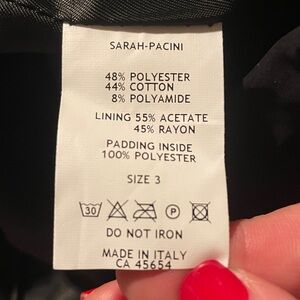 SARAH-PACINI
48% POLYESTER
44% COTTON
8% POLYAMIDE
LINING 55% ACETATE
45% RAYON
PADDING INSIDE
100% POLYESTER
SIZE 3
30 P
DO NOT IRON
MADE IN ITALY
CA 45654